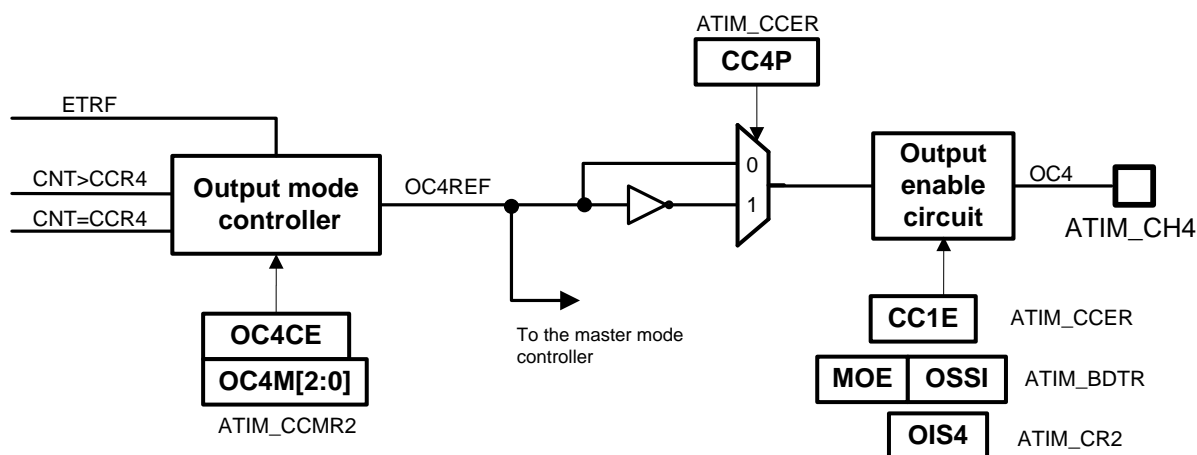 ATIM_CCER
CC4P
ETRF
CNT>CCR4
CNT=CCR4
Output mode
controller
OC4REF
0
1
Output
enable
circuit
OC4
ATIM_CH4
To the master mode
controller
OC4CE
OC4M[2:0]
ATIM_CCMR2
CC1E
ATIM_CCER
MOE
OSSI
ATIM_BDTR
OIS4
ATIM_CR2